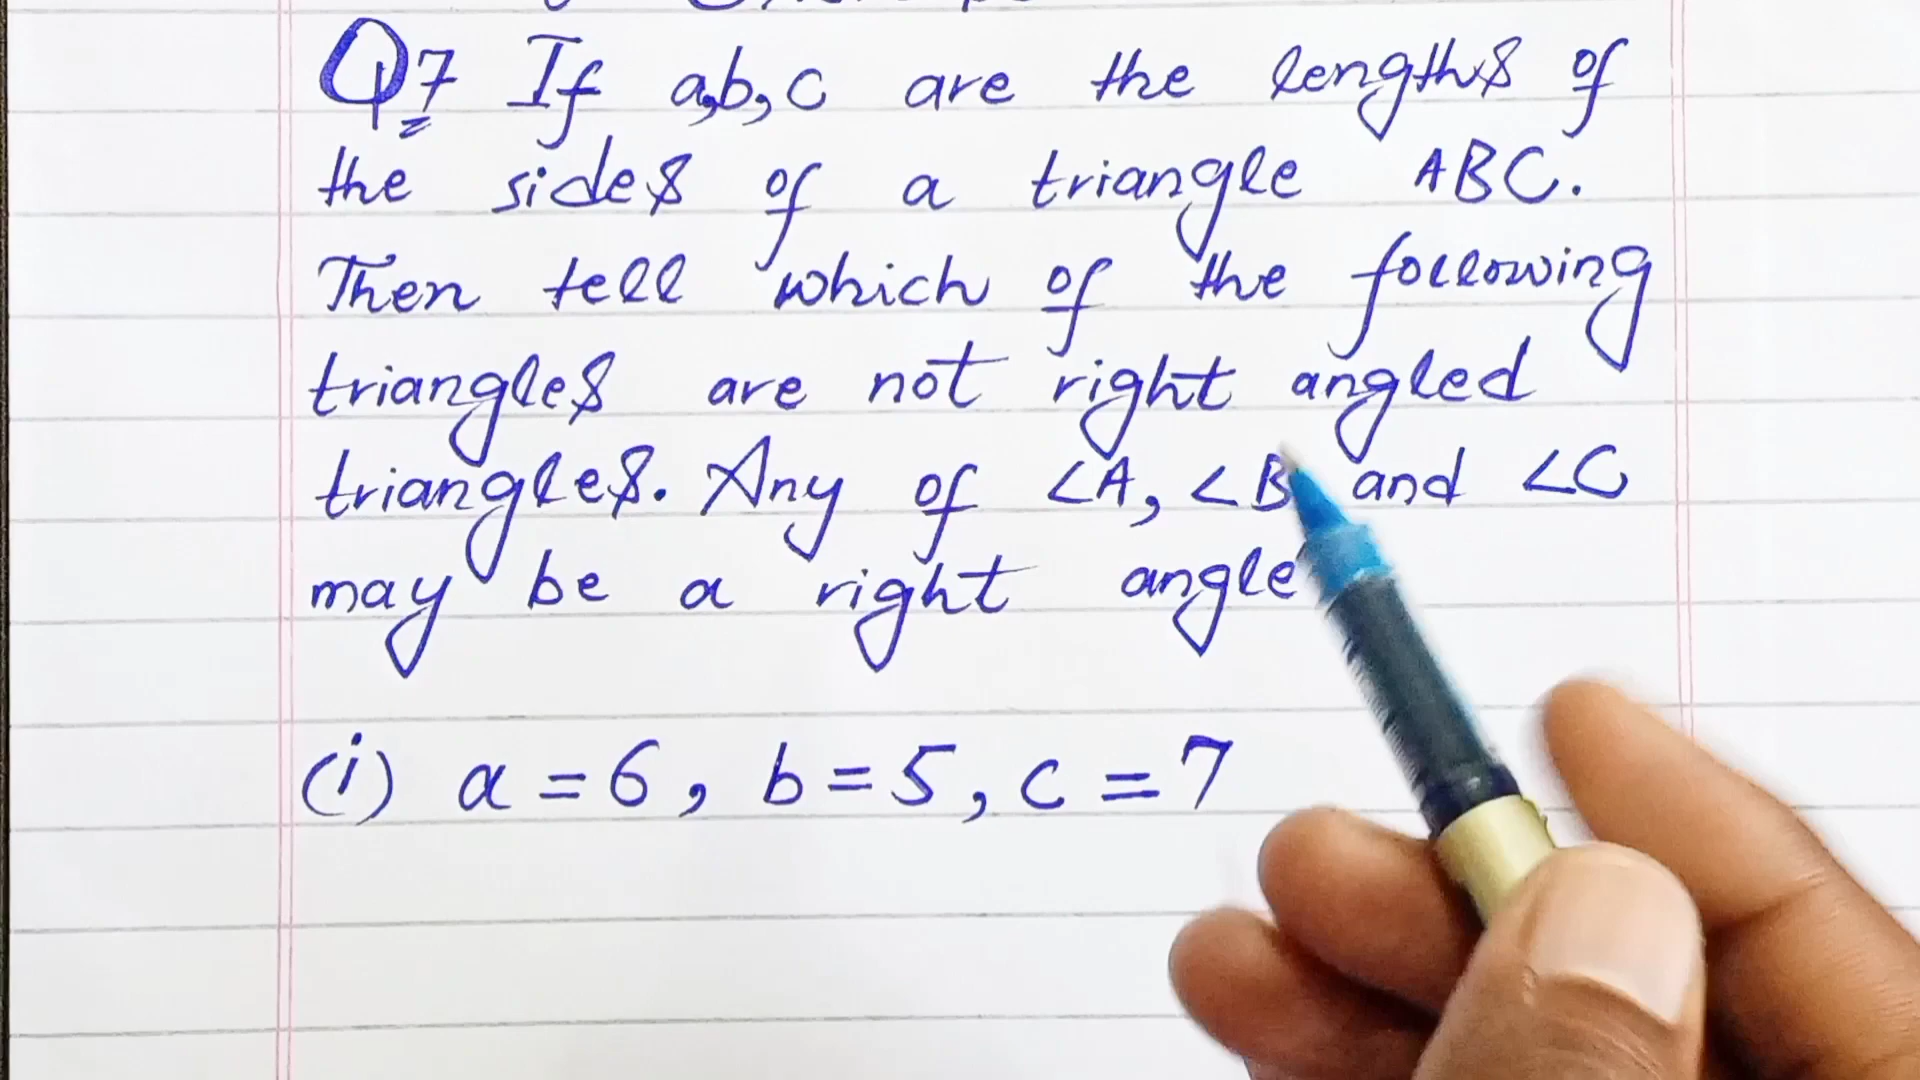 Q7 If a,b,c are the lengths of
the sides of a triangle ABC.
Then tell which of the following
triangles are not right angled
triangles. Any of ∠A, ∠B and ∠C
may be a right angle
(i) a = 6, b = 5, c = 7